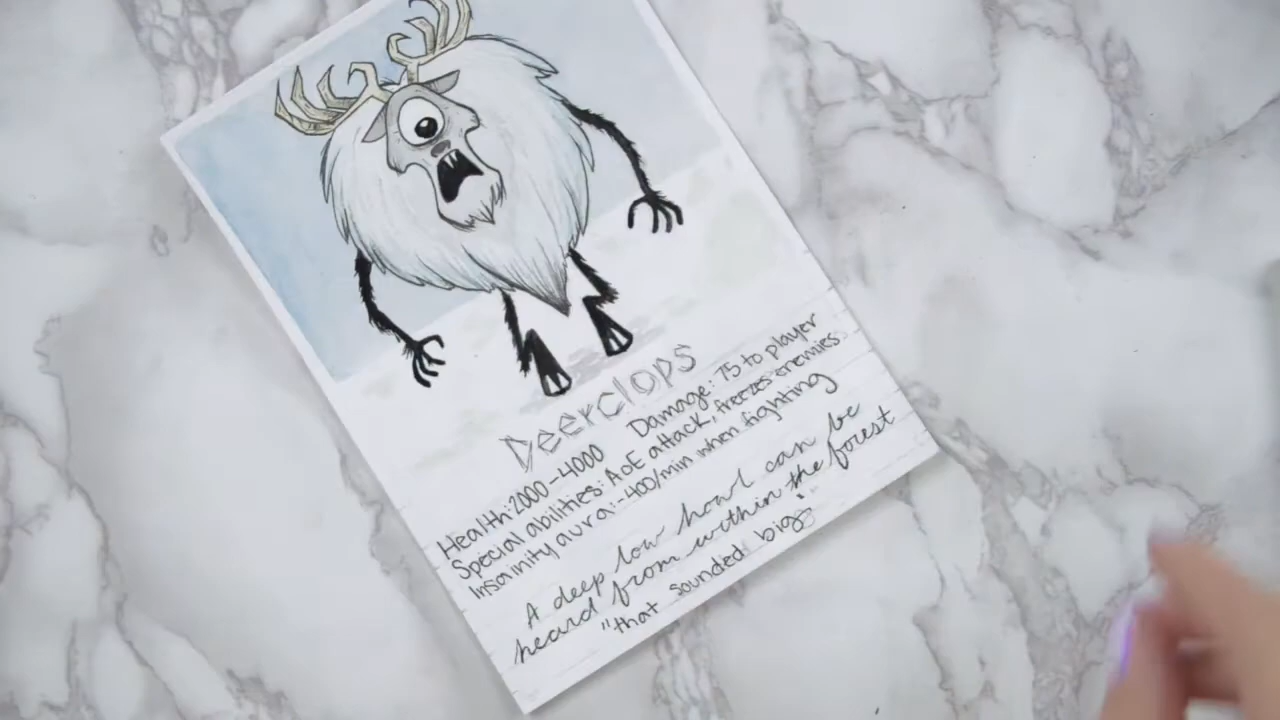 Deerclops
Health: 2000-4000 Damage: 75 to player
Special abilities: AoE attack, freezes enemies
Insainity aura: -400/min when fighting
A deep low howl can be
heard from within the forest
"that sounded big."